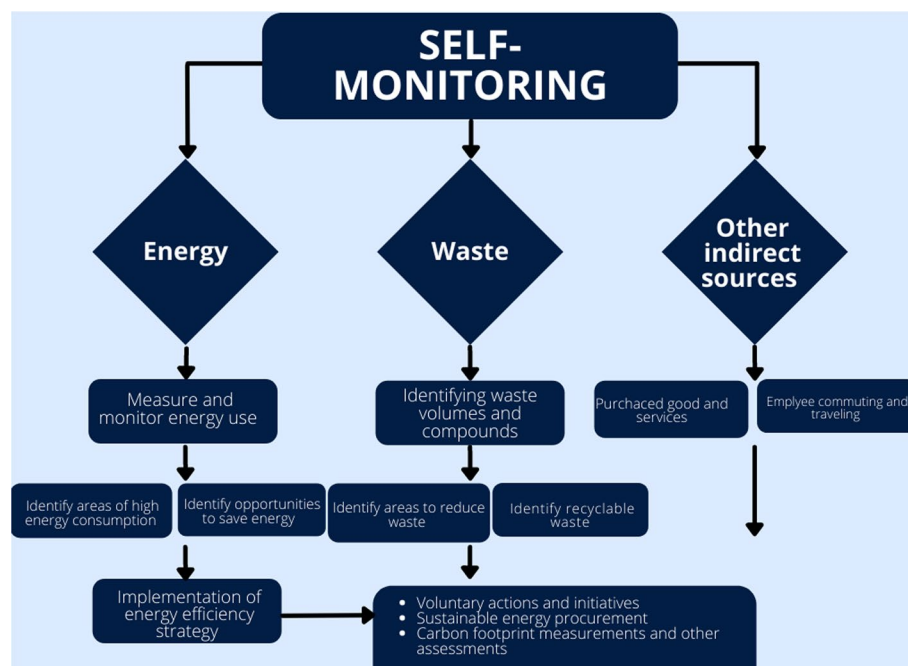 SELF-
MONITORING
Energy
Waste
Other
indirect
sources
Measure and
monitor energy use
Identifying waste
volumes and
compounds
Purchaced good and
services
Emplyee commuting and
traveling
Identify areas of high
energy consumption
Identify opportunities
to save energy
Identify areas to reduce
waste
Identify recyclable
waste
Implementation of
energy efficiency
strategy
• Voluntary actions and initiatives
• Sustainable energy procurement
• Carbon footprint measurements and other
assessments